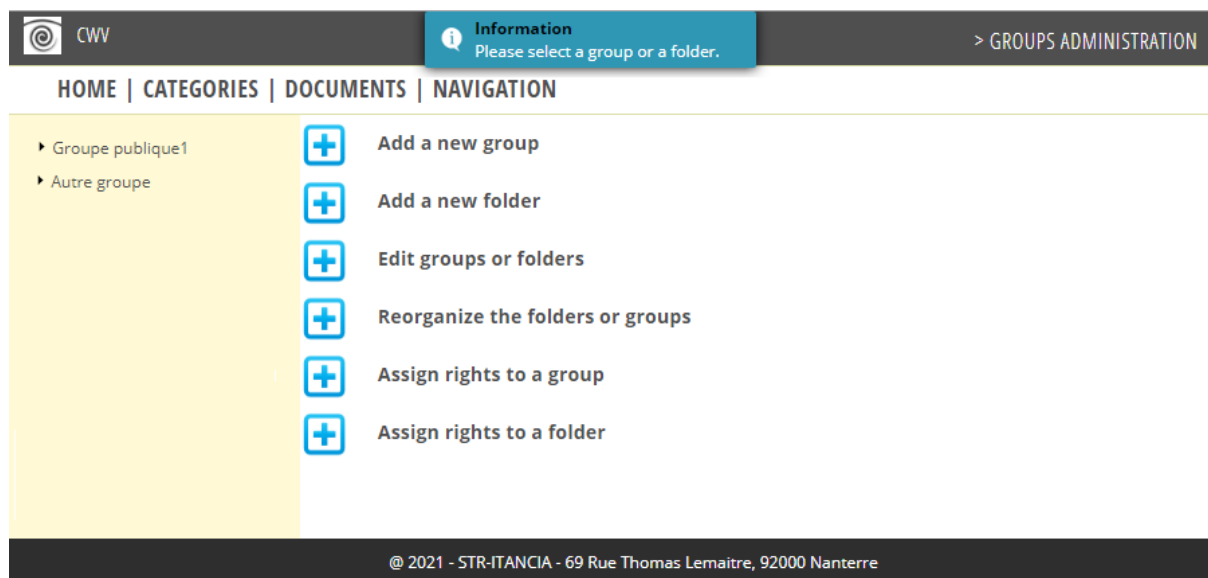 CWV
Information
Please select a group or a folder.
> GROUPS ADMINISTRATION
HOME | CATEGORIES | DOCUMENTS | NAVIGATION
Groupe publique1
Autre groupe
Add a new group
Add a new folder
Edit groups or folders
Reorganize the folders or groups
Assign rights to a group
Assign rights to a folder
@ 2021 - STR-ITANCIA - 69 Rue Thomas Lemaitre, 92000 Nanterre